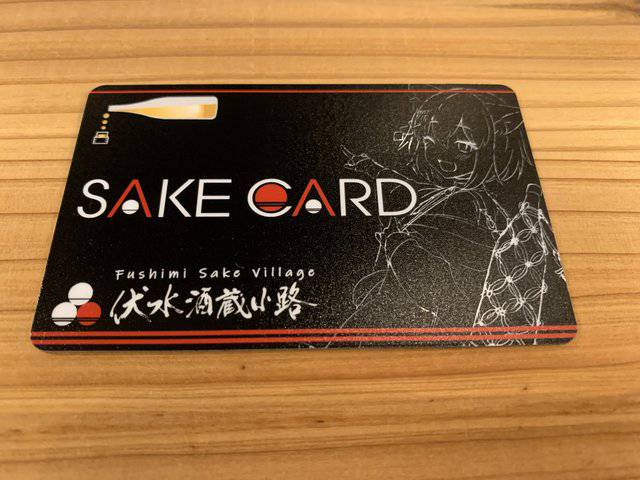 SAKE CARD
Fushimi Sake Village
伏水酒蔵小路